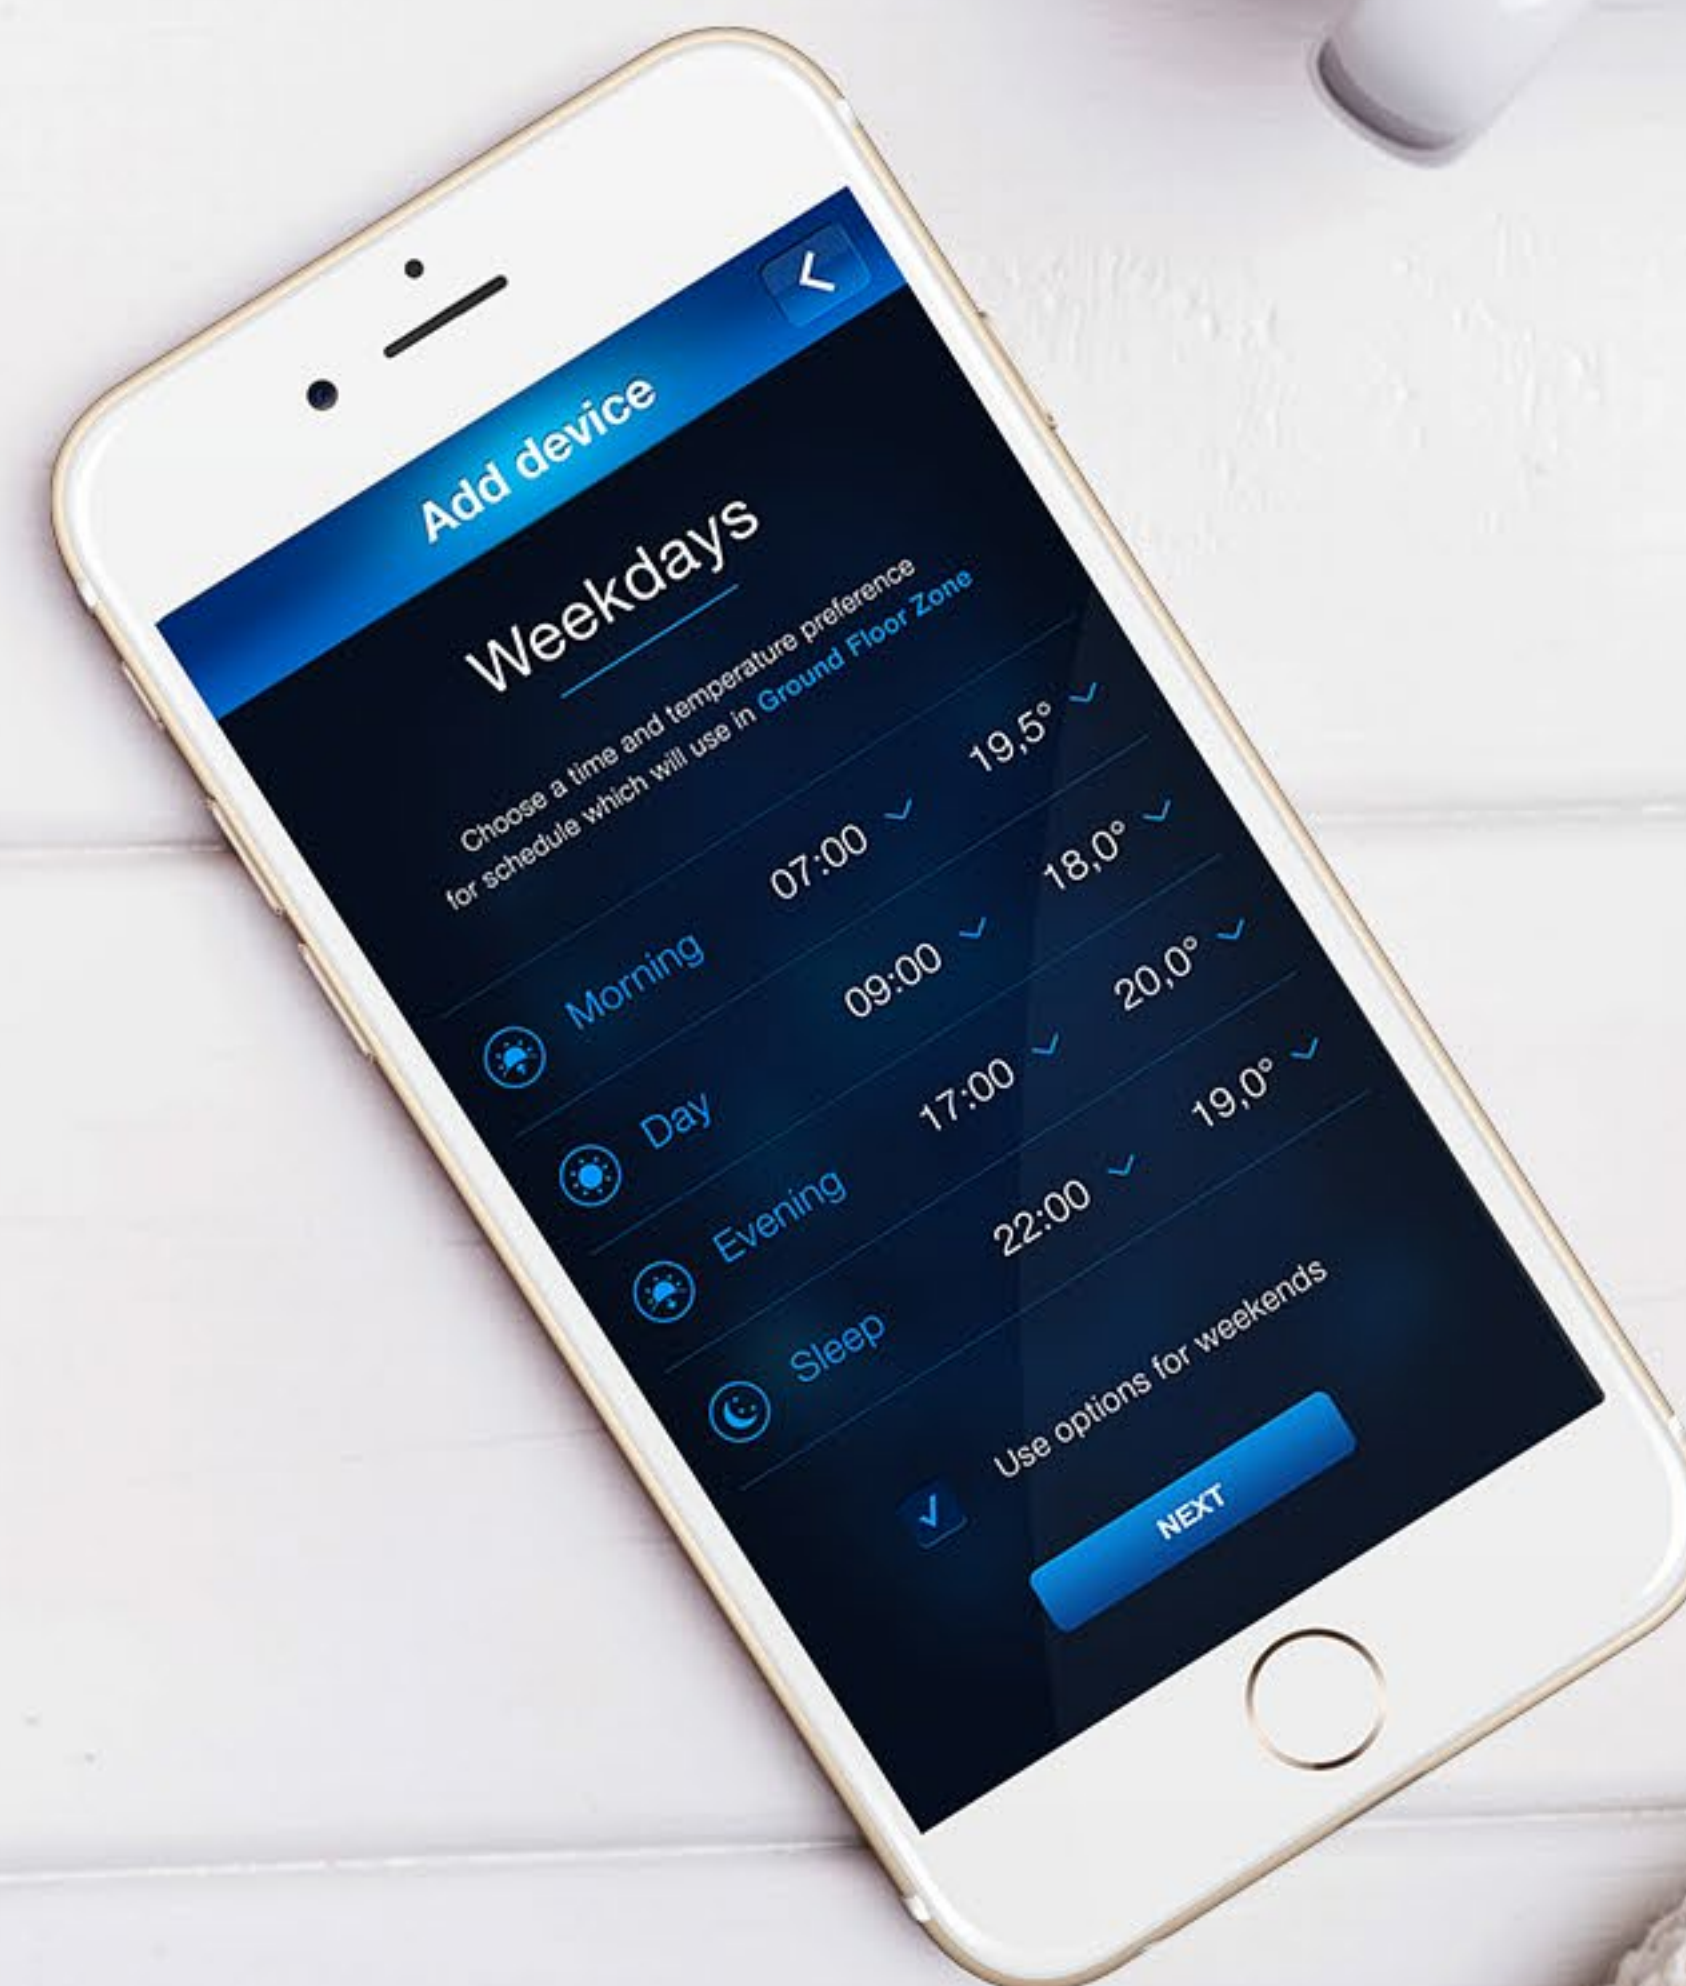 Add device
Weekdays
Choose a time and temperature preference
for schedule which will use in Ground Floor Zone
Morning 07:00 19,5°
Day 09:00 18,0°
Evening 17:00 20,0°
Sleep 22:00 19,0°
Use options for weekends
NEXT